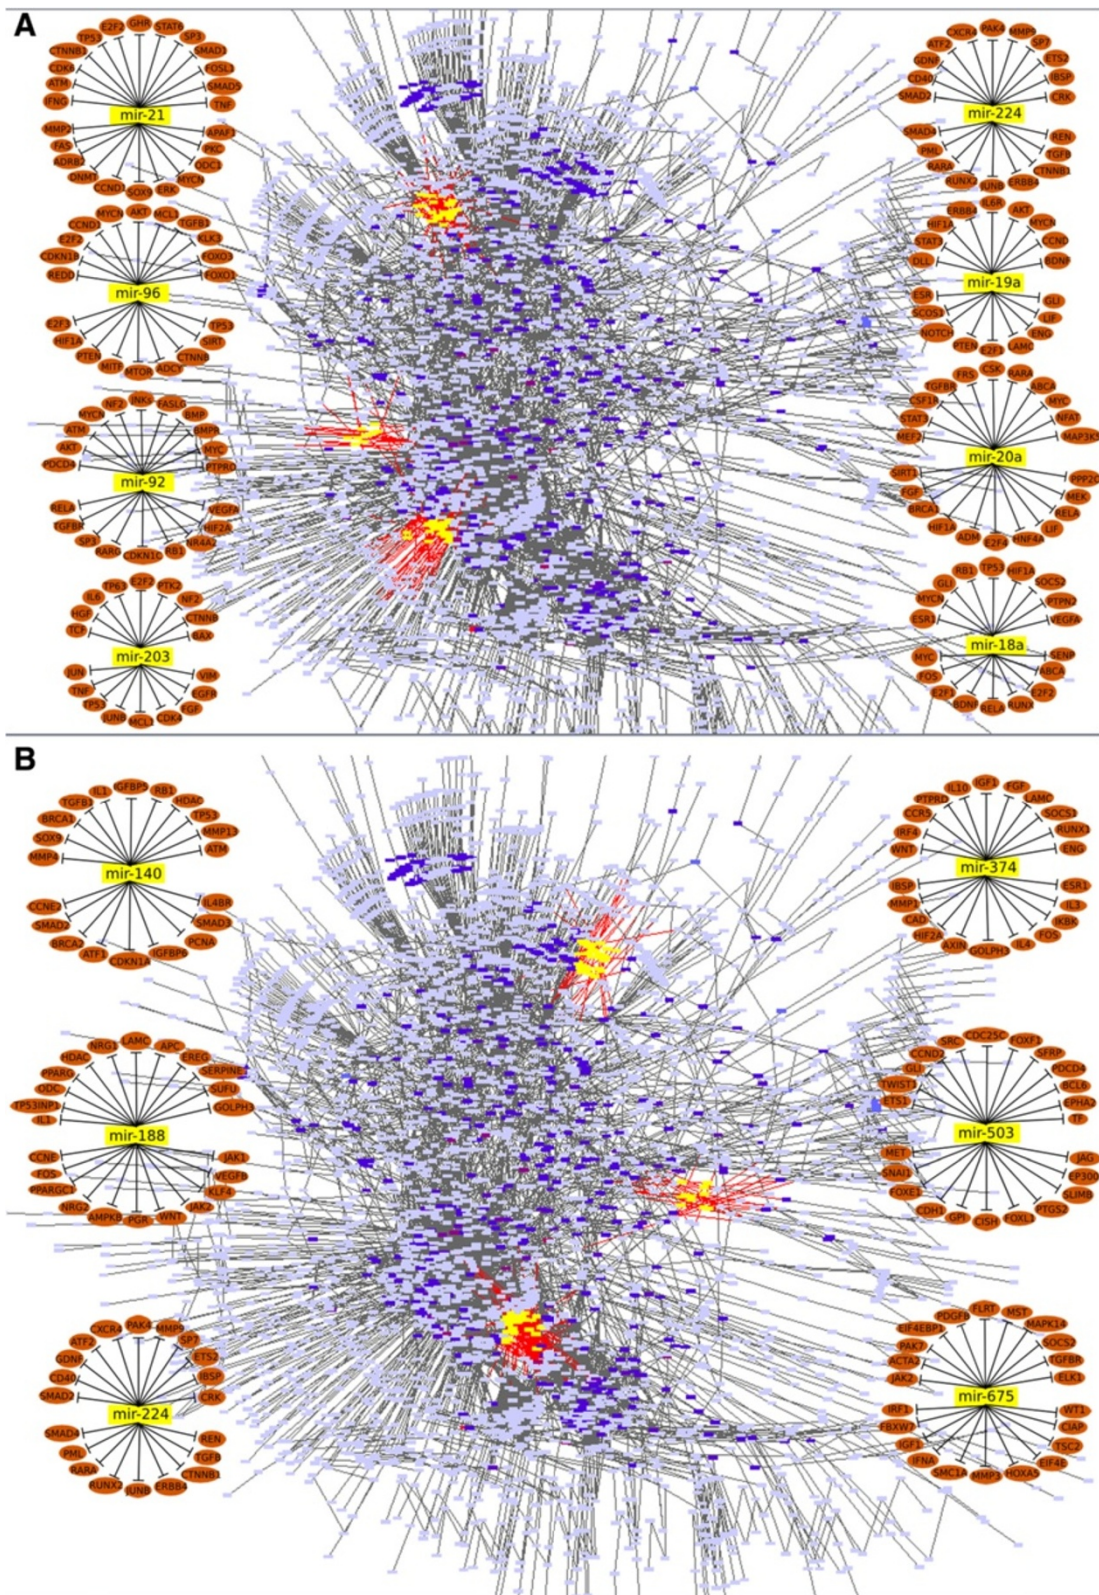 A
GHR
E2F2
STAT6
TP53
SP3
CTNNB1
SMAD1
CDK6
FOSL1
ATM
SMAD5
IFNG
TNF
mir-21
MMP2
APAF1
FAS
PKC
ADRB2
ODC1
DNMT
MYCN
CCND1
SOX9
ERK
AKT
MYCN
MCL1
CCND1
TGFB1
E2F2
KLK3
CDKN1B
FOXO3
REDD
FOXO1
mir-96
E2F3
TP53
HIF1A
SIRT
PTEN
CTNNB
MITF
MTOR
ADCY
JNKs
NF2
FASLG
MYCN
BMP
ATM
BMPR
AKT
MYC
PDCD4
PTPRD
mir-92
RELA
VEGFA
TGFBR
HIF2A
SP3
NR4A2
RARG
CDKN1C
RB1
E2F2
TP63
PTK2
IL6
NF2
HGF
CTNNB
TCF
BAX
mir-203
JUN
VIM
TNF
EGFR
TP53
FGF
JUNB
MCL1
CDK4
PAK4
CXCR4
MMP9
ATF2
SP7
GDNF
ETS2
CD40
IBSP
SMAD2
CRK
mir-224
SMAD4
REN
PML
TGFB
RARA
CTNNB1
RUNX2
JUNB
ERBB4
IL6R
ERBB4
AKT
HIF1A
MYCN
STAT3
CCND
DLL
BDNF
mir-19a
ESR
GLI
SCOS1
LIF
NOTCH
ENG
PTEN
E2F1
LAMC
CSK
FRS
RARA
TGFBR
ABCA
CSF1R
MYC
STAT3
NFAT
MEF2
MAP3K5
mir-20a
SIRT1
PPP2C
FGF
MEK
BRCA1
RELA
HIF1A
LIF
ADM
E2F4
HNF4A
TP53
RB1
HIF1A
GLI
SOCS2
MYCN
PTPN2
ESR1
VEGFA
mir-18a
MYC
SENP
FOS
ABCA
E2F1
E2F2
BDNF
RELA
RUNX
B
IGFBP5
IL1
RB1
TGFB1
HDAC
BRCA1
TP53
SOX9
MMP13
MMP4
ATM
mir-140
CCNE
IL4BR
SMAD2
SMAD3
BRCA2
PCNA
ATF1
CDKN1A
IGFBP6
LAMC
NRG1
APC
HDAC
EREG
PPARG
SERPINE
ODC
SUFU
TP53INP1
GOLPH3
IL1
mir-188
CCNE
JAK1
FOS
VEGFB
PPARGC1
KLF4
NRG2
JAK2
AMPKB
PGR
WNT
PAK4
CXCR4
MMP9
ATF2
SP7
GDNF
ETS2
CD40
IBSP
SMAD2
CRK
mir-224
SMAD4
REN
PML
TGFB
RARA
CTNNB1
RUNX2
JUNB
ERBB4
IGF1
IL10
FGF
PTPRD
LAMC
CCR5
SOCS1
IRF4
RUNX1
WNT
ENG
mir-374
IBSP
ESR1
MMP1
IL3
CAD
IKBK
HIF2A
FOS
AXIN
GOLPH3
IL4
CDC25C
SRC
FOXF1
CCND2
SFRP
GLI
PDCD4
TWIST1
BCL6
ETS1
EPHA2
TF
mir-503
MET
JAG
SNAI1
EP300
FOXE1
SLIMB
CDH1
PTGS2
GPI
CISH
FOXL1
FLRT
PDGFB
MST
EIF4EBP1
MAPK14
PAK7
SOCS2
ACTA2
TGFBR
JAK2
ELK1
mir-675
IRF1
WT1
FBXW7
CIAP
IGF1
TSC2
IFNA
EIF4E
SMC1A
MMP3
HOXA5